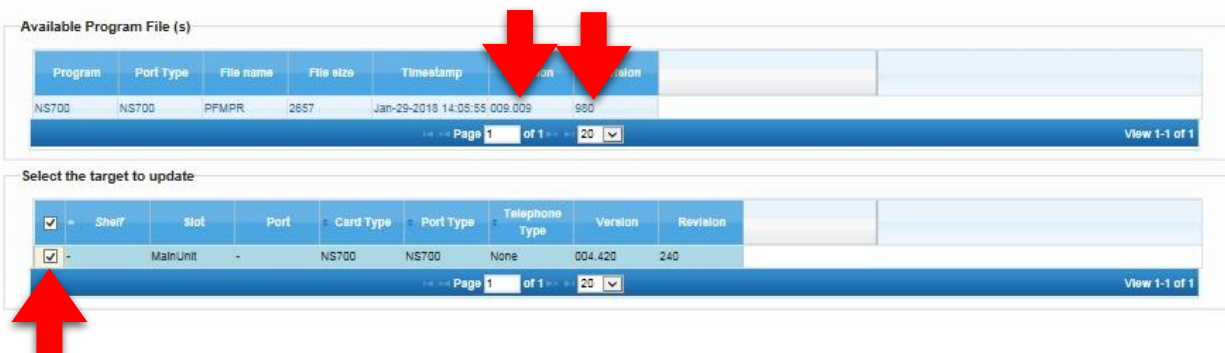 Available Program File (s)
Program Port Type File name File size Timestamp
NS700 NS700 PFMPR 2657 Jan-29-2018 14:05:55 009.009 980
Page 1 of 1 20 View 1-1 of 1
Select the target to update
Shelf Slot Port Card Type Port Type Telephone Type Version Revision
- MainUnit - NS700 NS700 None 004.420 240
Page 1 of 1 20 View 1-1 of 1